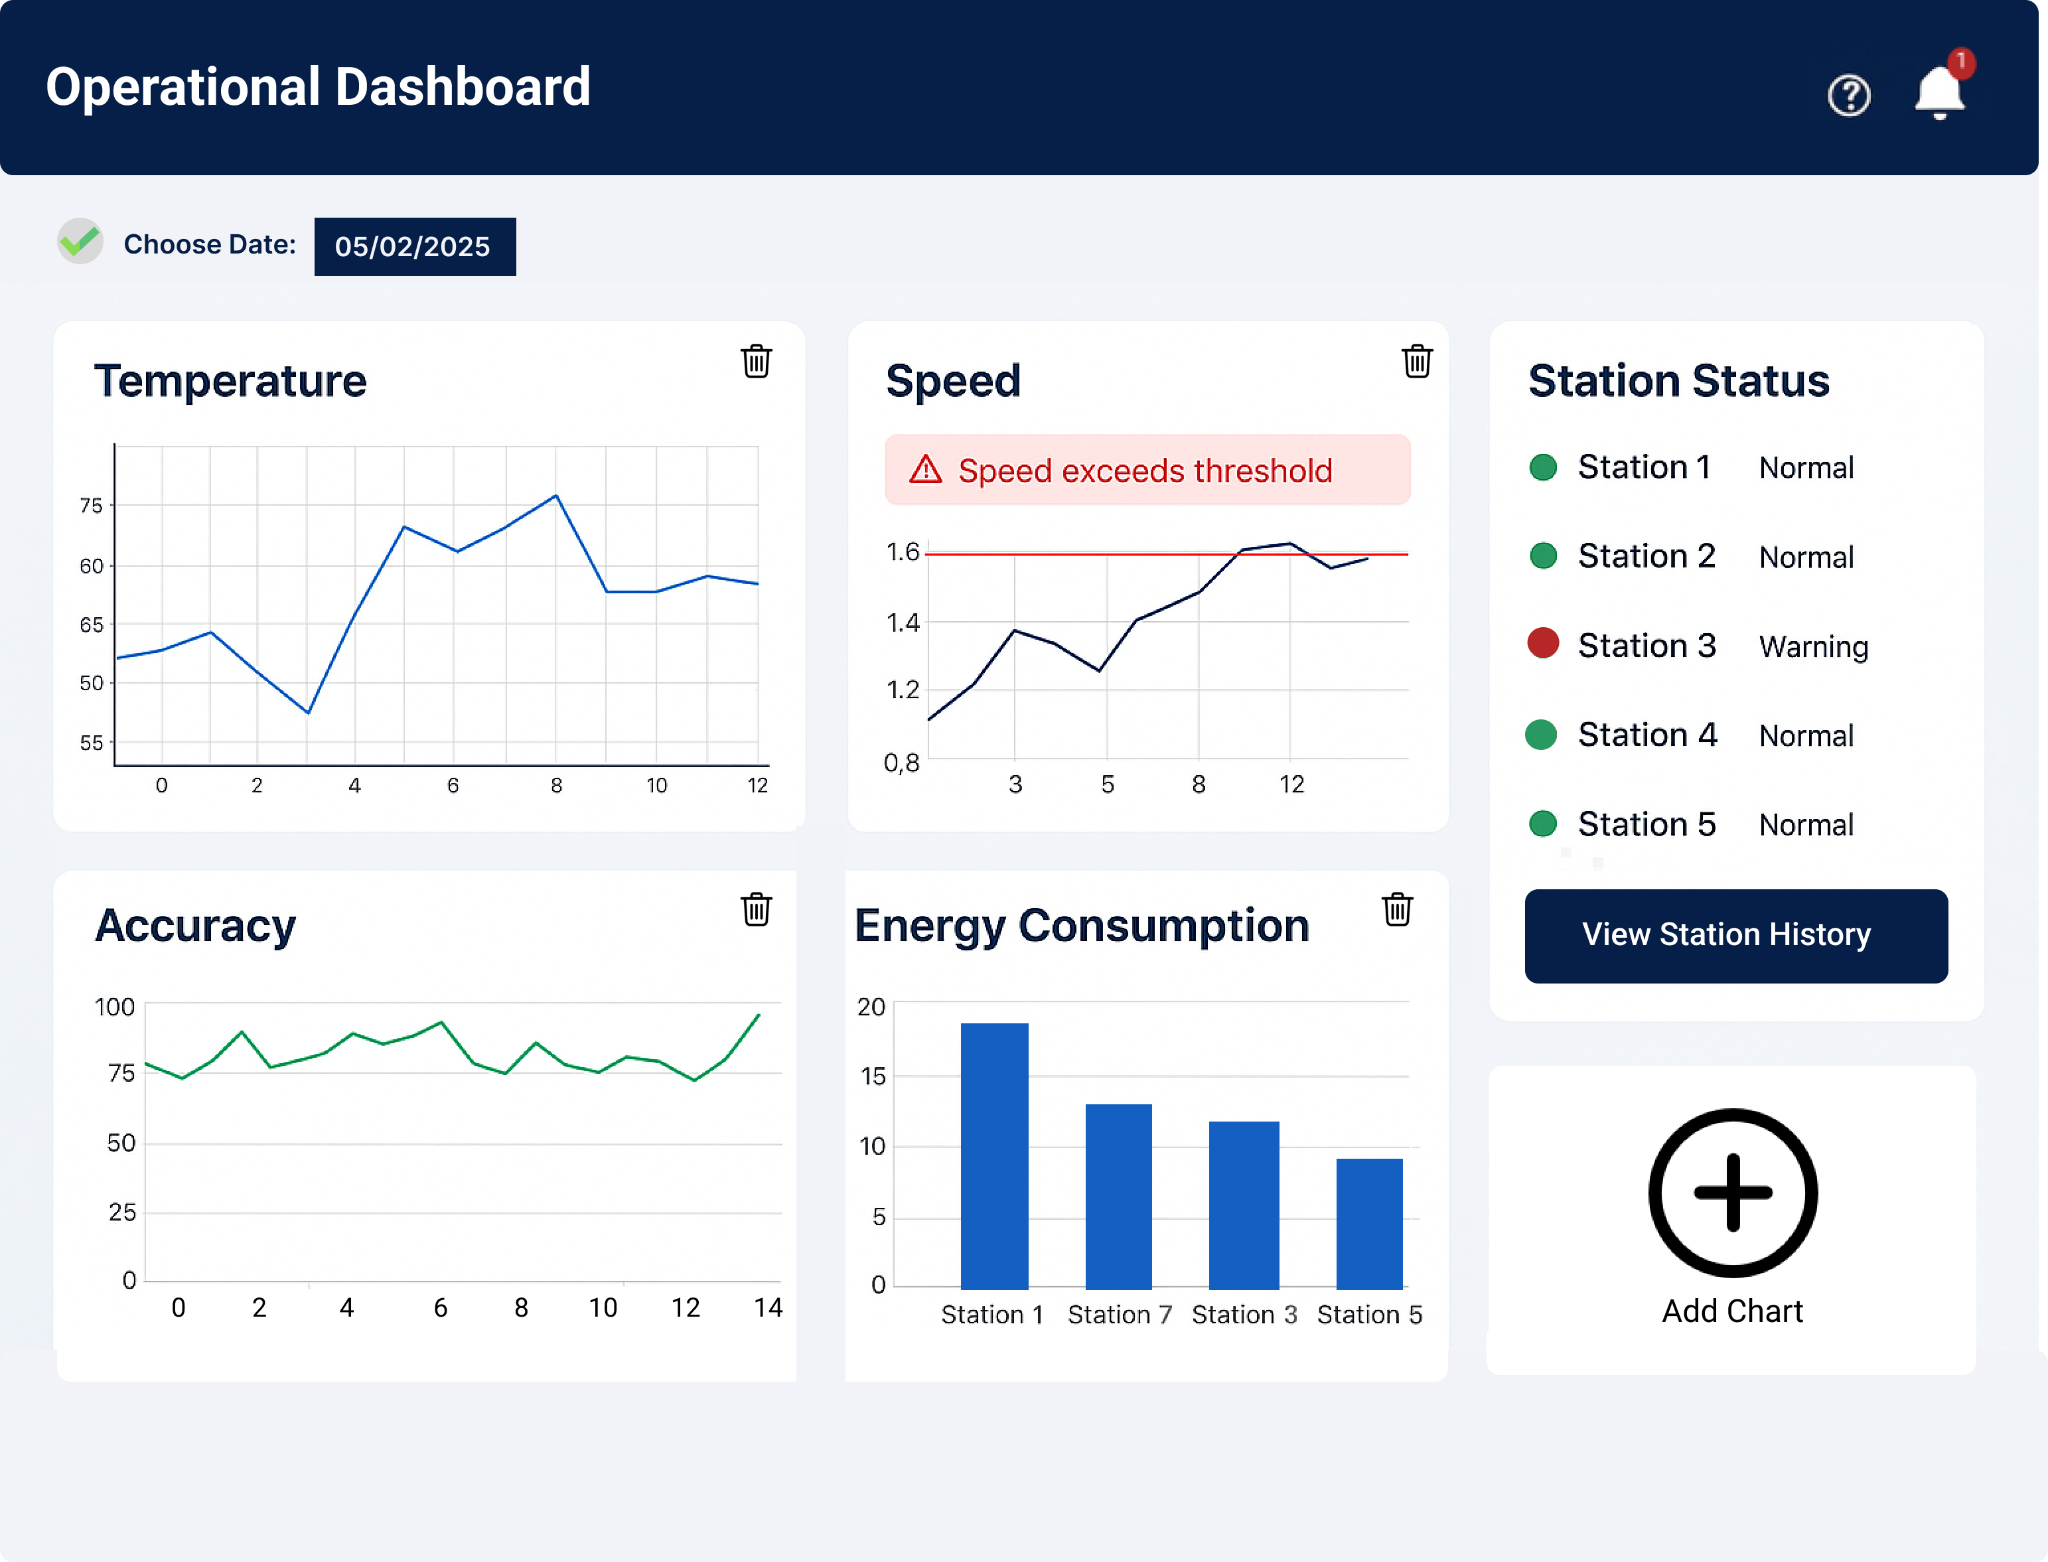 Operational Dashboard
1
Choose Date: 05/02/2025
Temperature
75
60
65
50
55
0 2 4 6 8 10 12
Speed
Speed exceeds threshold
1.6
1.4
1.2
0,8
3 5 8 12
Station Status
Station 1 Normal
Station 2 Normal
Station 3 Warning
Station 4 Normal
Station 5 Normal
View Station History
Accuracy
100
75
50
25
0
0 2 4 6 8 10 12 14
Energy Consumption
20
15
10
5
0
Station 1 Station 7 Station 3 Station 5
Add Chart